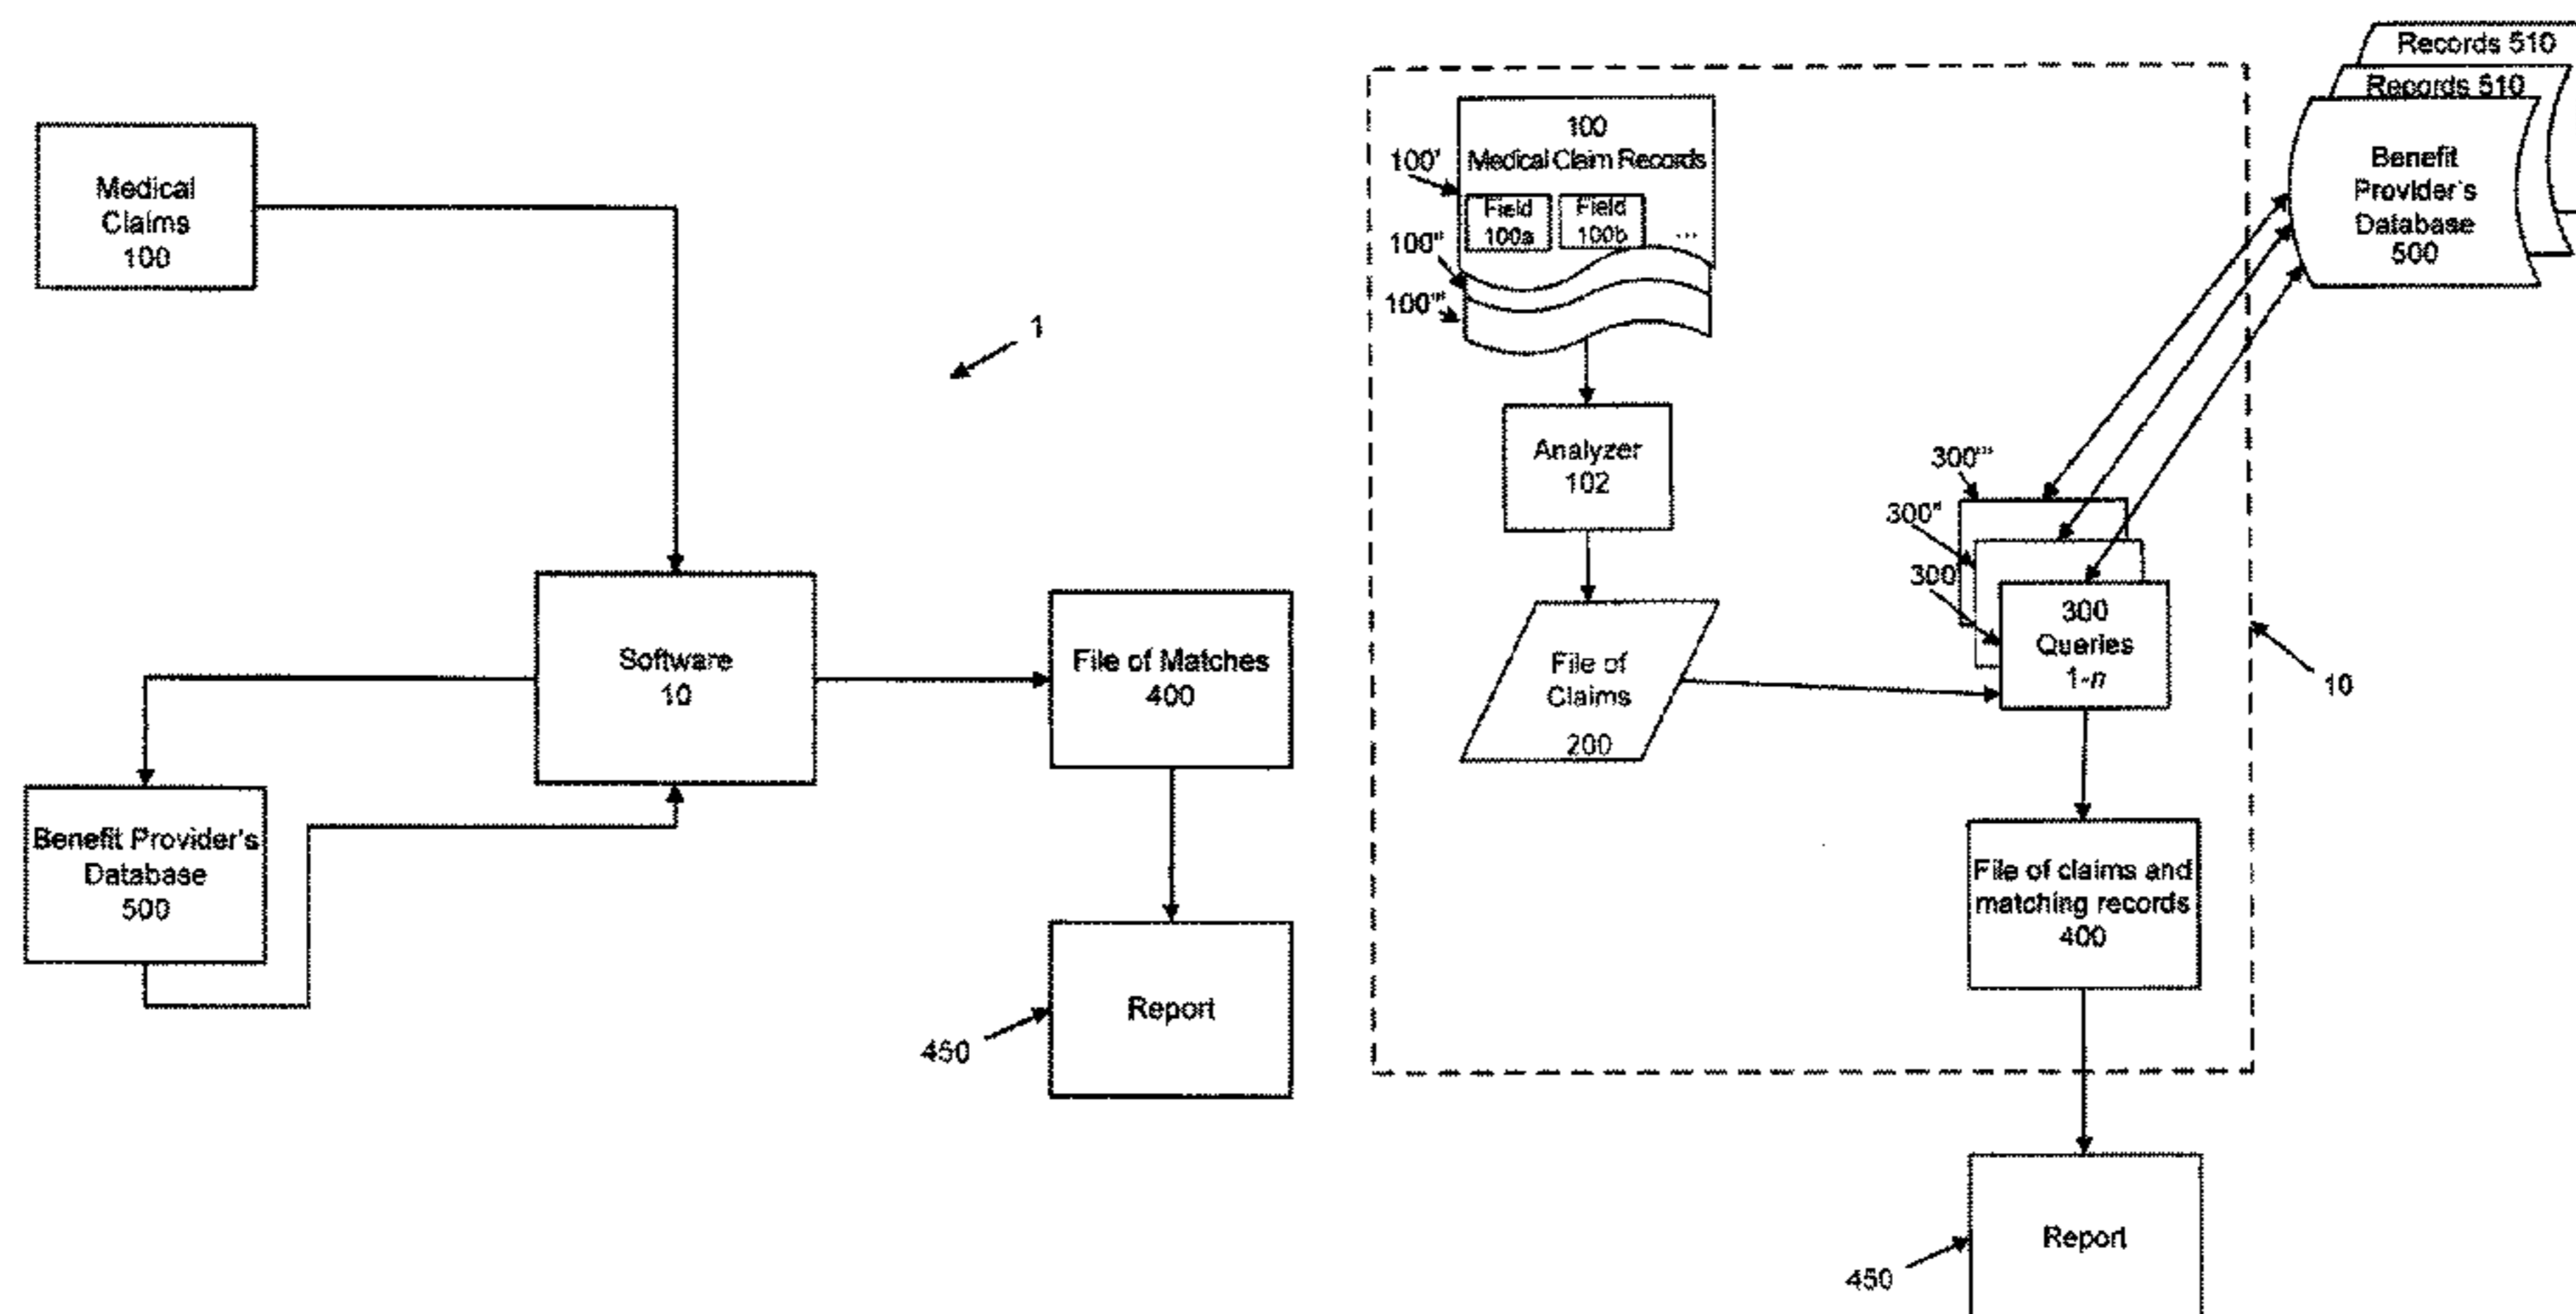 Medical
Claims
100
1
Software
10
File of Matches
400
Benefit Provider's
Database
500
Report
450
Records 510
Records 510
Benefit
Provider's
Database
500
100
Medical Claim Records
100'
Field
100a
Field
100b
...
100"
100'"
Analyzer
102
300'"
300"
300'
300
Queries
1-n
File of
Claims
200
10
File of claims and
matching records
400
Report
450